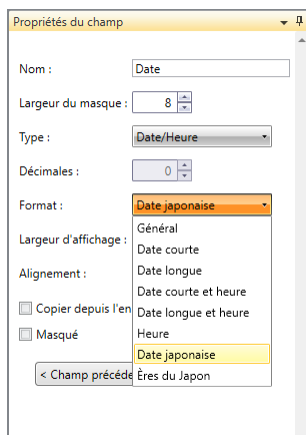 Propriétés du champ
Nom : Date
Largeur du masque : 8
Type : Date/Heure
Décimales : 0
Format : Date japonaise
Général
Largeur d'affichage :
Date courte
Date longue
Alignement :
Date courte et heure
Copier depuis l'en
Date longue et heure
Masqué
Heure
Date japonaise
< Champ précéde
Ères du Japon